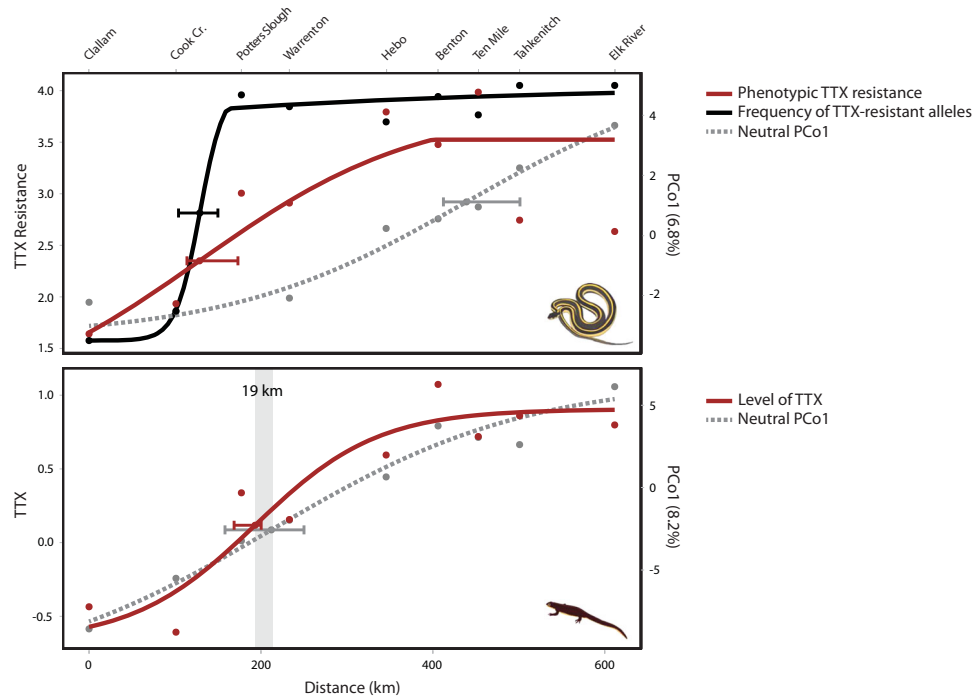 Clallam
Cook Cr.
Potters Slough
Warrenton
Hebo
Benton
Ten Mile
Tahkenitch
Elk River
4.0
3.5
3.0
2.5
2.0
1.5
TTX Resistance
4
2
0
-2
PCo1 (6.8%)
Phenotypic TTX resistance
Frequency of TTX-resistant alleles
Neutral PCo1
19 km
1.0
0.5
0.0
-0.5
TTX
5
0
-5
PCo1 (8.2%)
Level of TTX
Neutral PCo1
0
200
400
600
Distance (km)